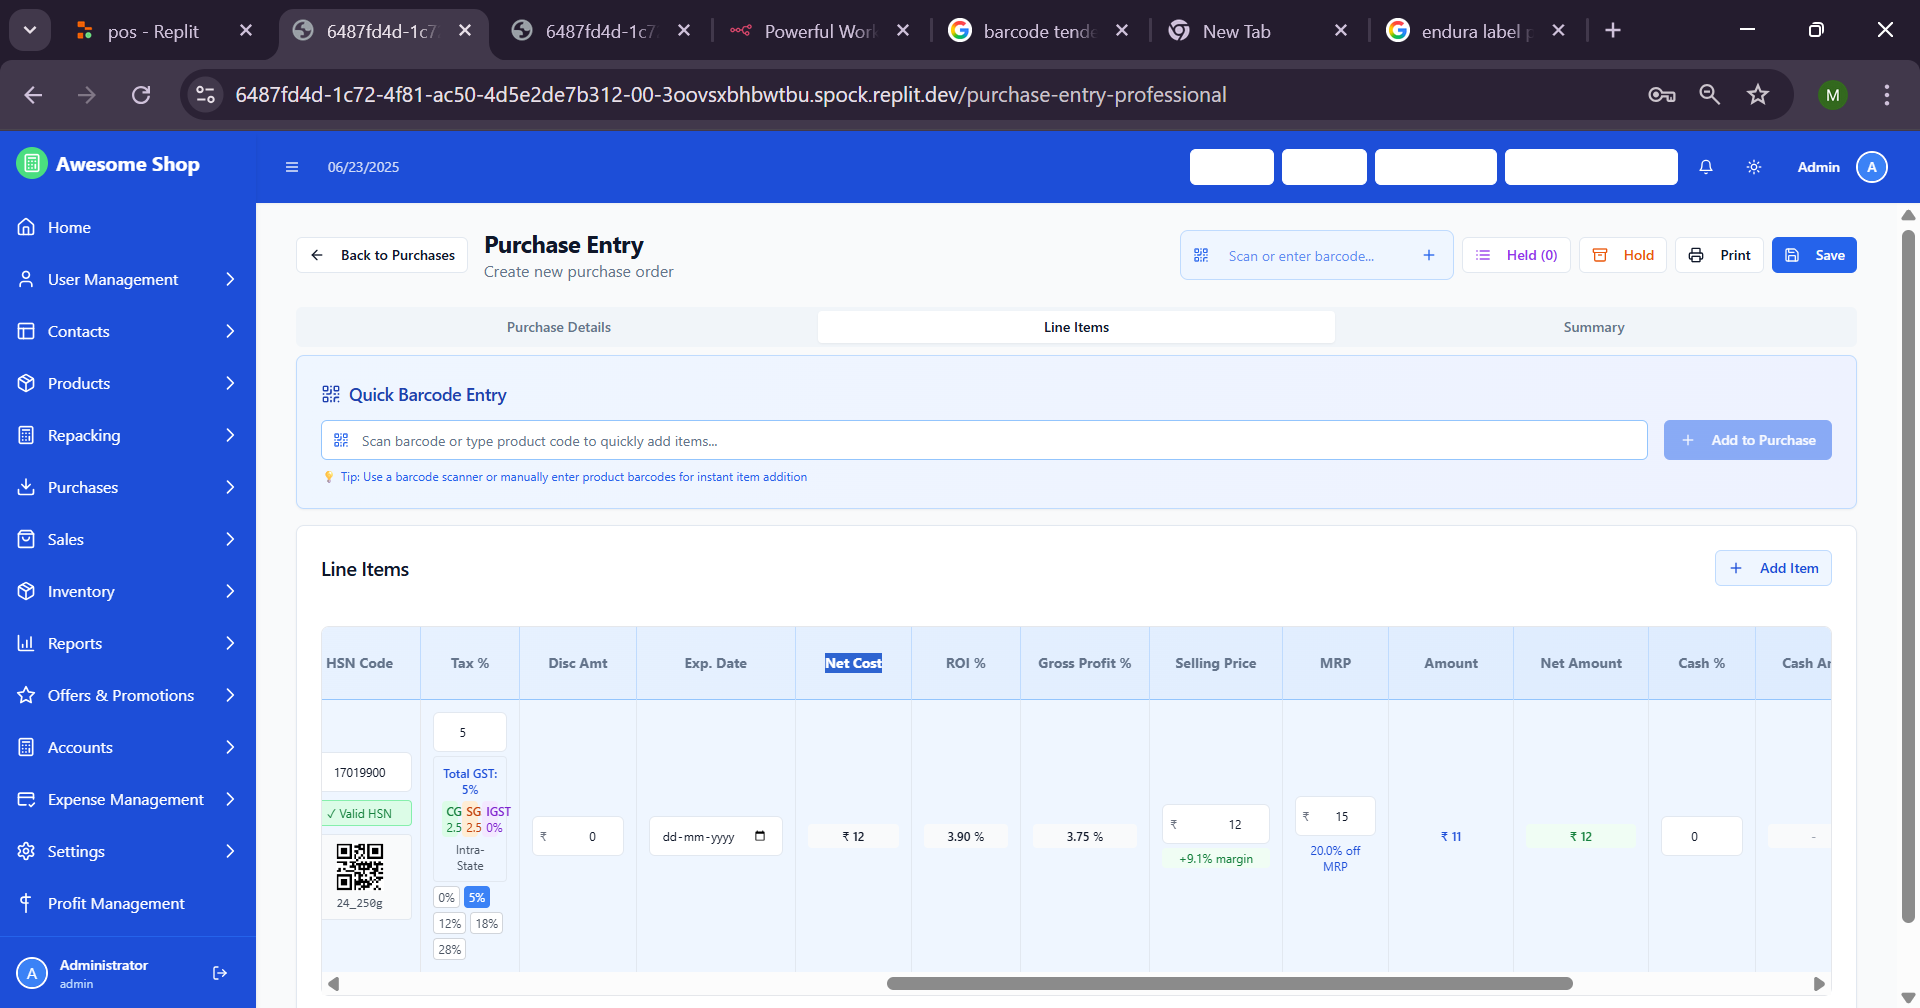 pos - Replit
6487fd4d-1c7
6487fd4d-1c7
Powerful Work
barcode tende
New Tab
endura label p
6487fd4d-1c72-4f81-ac50-4d5e2de7b312-00-3oovsxbhbwtbu.spock.replit.dev/purchase-entry-professional
M
Awesome Shop
06/23/2025
Admin
A
Home
User Management
Contacts
Products
Repacking
Purchases
Sales
Inventory
Reports
Offers & Promotions
Accounts
Expense Management
Settings
Profit Management
A
Administrator
admin
Back to Purchases
Purchase Entry
Create new purchase order
Scan or enter barcode...
Held (0)
Hold
Print
Save
Purchase Details
Line Items
Summary
Quick Barcode Entry
Scan barcode or type product code to quickly add items...
Add to Purchase
💡 Tip: Use a barcode scanner or manually enter product barcodes for instant item addition
Line Items
Add Item
HSN Code
Tax %
Disc Amt
Exp. Date
Net Cost
ROI %
Gross Profit %
Selling Price
MRP
Amount
Net Amount
Cash %
Cash Ar
17019900
✓ Valid HSN
24_250g
5
Total GST:
5%
CG SG IGST
2.5 2.5 0%
Intra-
State
0% 5%
12% 18%
28%
₹ 0
dd-mm-yyyy
₹ 12
3.90 %
3.75 %
₹ 12
+9.1% margin
₹ 15
20.0% off
MRP
₹ 11
₹ 12
0
-